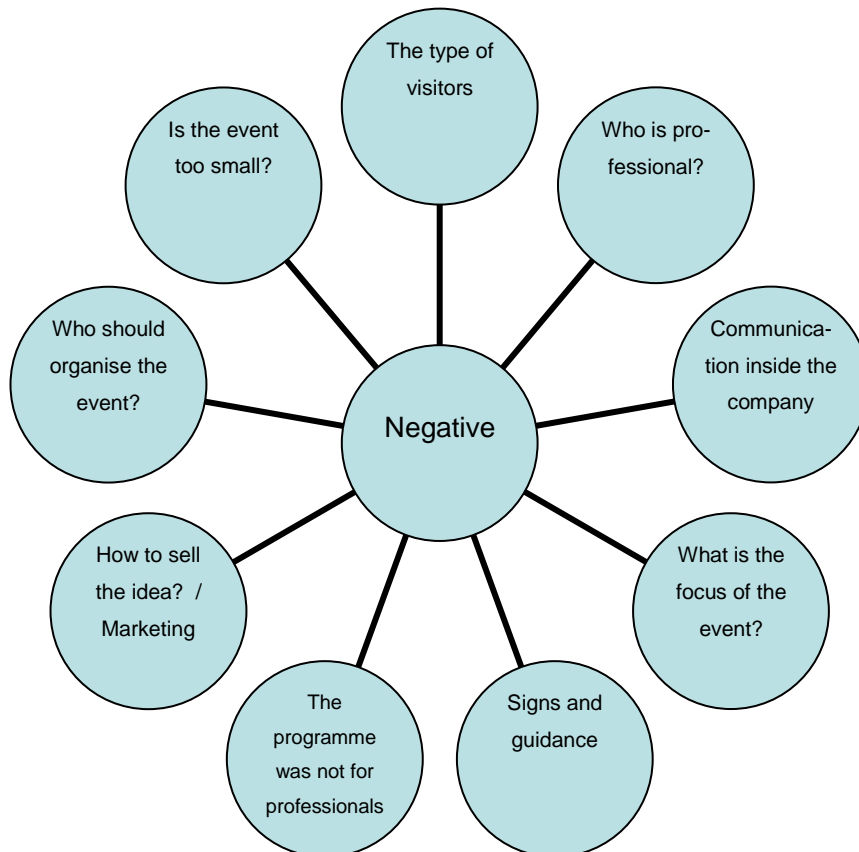 The type of
visitors
Who is pro-
fessional?
Communica-
tion inside the
company
What is the
focus of the
event?
Signs and
guidance
The
programme
was not for
professionals
How to sell
the idea?  /
Marketing
Who should
organise the
event?
Is the event
too small?
Negative